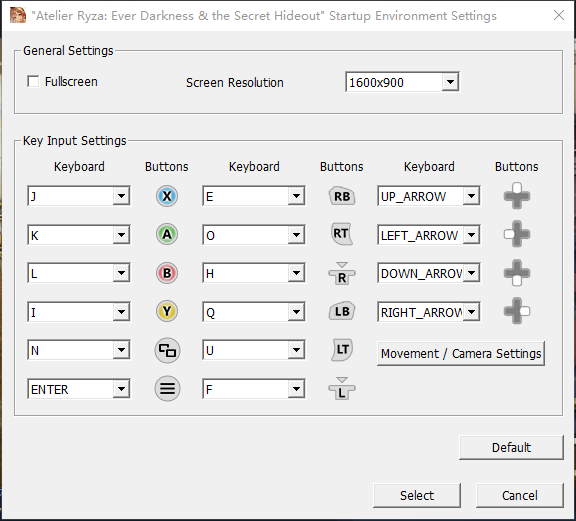 "Atelier Ryza: Ever Darkness & the Secret Hideout" Startup Environment Settings
General Settings
Fullscreen Screen Resolution 1600x900
Key Input Settings
Keyboard Buttons Keyboard Buttons Keyboard Buttons
J X E RB UP_ARROW
K A O RT LEFT_ARROW
L B H R DOWN_ARROW
I Y Q LB RIGHT_ARROW
N U LT Movement / Camera Settings
ENTER F L
Default
Select Cancel